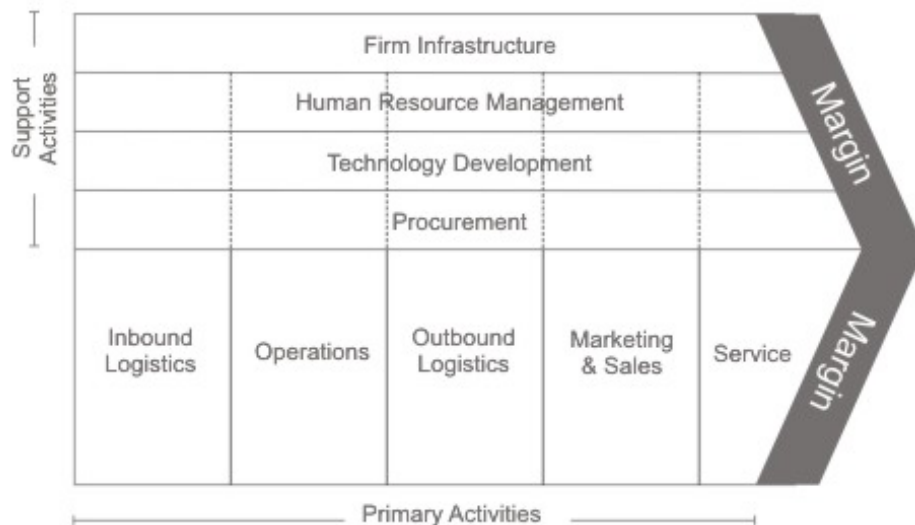 Support
Activities
Firm Infrastructure
Human Resource Management
Technology Development
Procurement
Inbound
Logistics
Operations
Outbound
Logistics
Marketing
& Sales
Service
Margin
Margin
Primary Activities